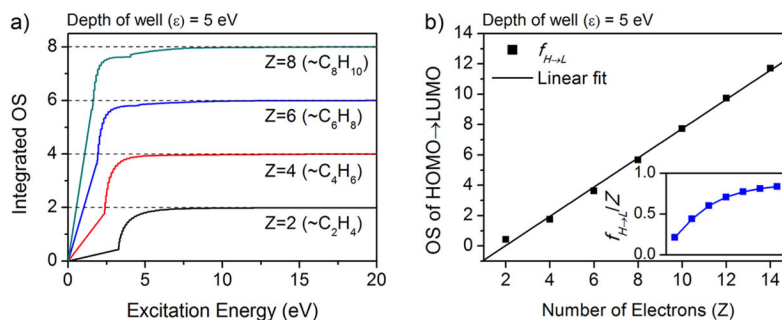 a)
Depth of well (ε) = 5 eV
Integrated OS
8
6
4
2
0
Z=8 (~C₈H₁₀)
Z=6 (~C₆H₈)
Z=4 (~C₄H₆)
Z=2 (~C₂H₄)
0 5 10 15 20
Excitation Energy (eV)
b)
Depth of well (ε) = 5 eV
OS of HOMO→LUMO
12
10
8
6
4
2
0
f H→L
Linear fit
f H→L/Z
1.0
0.5
0.0
2 4 6 8 10 12 14
Number of Electrons (Z)